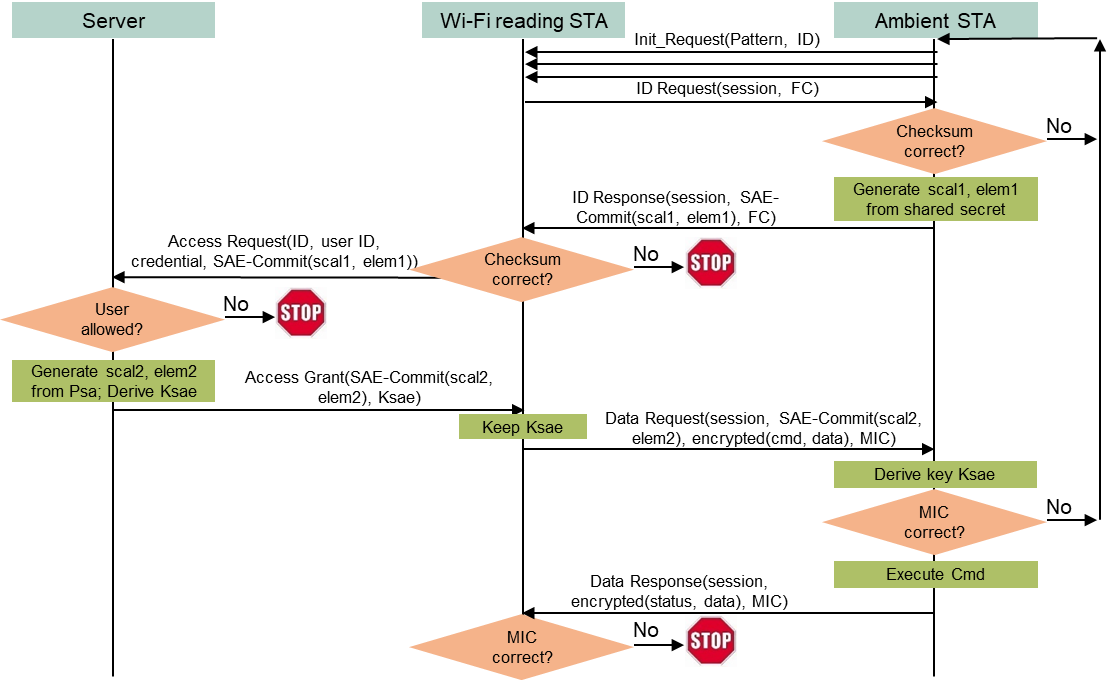 Server
Wi-Fi reading STA
Ambient STA
Init_Request(Pattern, ID)
ID Request(session, FC)
Checksum
correct?
No
Generate scal1, elem1
from shared secret
ID Response(session, SAE-
Commit(scal1, elem1), FC)
Access Request(ID, user ID,
credential, SAE-Commit(scal1, elem1))
Checksum
correct?
No
STOP
User
allowed?
No
STOP
Generate scal2, elem2
from Psa; Derive Ksae
Access Grant(SAE-Commit(scal2,
elem2), Ksae)
Keep Ksae
Data Request(session, SAE-Commit(scal2,
elem2), encrypted(cmd, data), MIC)
Derive key Ksae
MIC
correct?
No
Execute Cmd
Data Response(session,
encrypted(status, data), MIC)
MIC
correct?
No
STOP